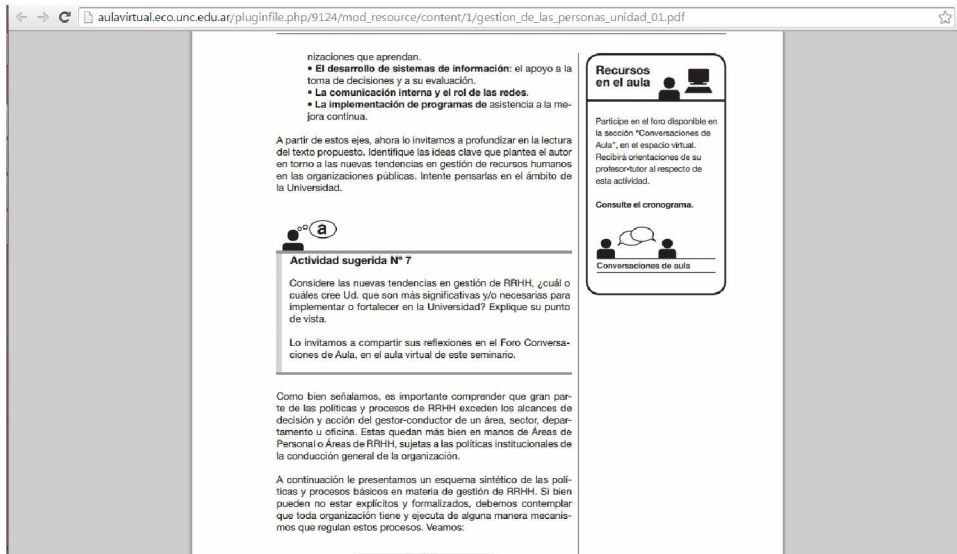 aulavirtual.eco.unc.edu.ar/pluginfile.php/9124/mod_resource/content/1/gestion_de_las_personas_unidad_01.pdf
nizaciones que aprendan.
• El desarrollo de sistemas de información: el apoyo a la
toma de decisiones y a su evaluación.
• La comunicación interna y el rol de las redes.
• La implementación de programas de asistencia a la me-
jora continua.
A partir de estos ejes, ahora lo invitamos a profundizar en la lectura
del texto propuesto. Identifique las ideas clave que plantea el autor
en torno a las nuevas tendencias en gestión de recursos humanos
en las organizaciones públicas. Intente pensarlas en el ámbito de
la Universidad.
a
Actividad sugerida N° 7
Considere las nuevas tendencias en gestión de RRHH, ¿cuál o
cuáles cree Ud. que son más significativas y/o necesarias para
implementar o fortalecer en la Universidad? Explique su punto
de vista.
Lo invitamos a compartir sus reflexiones en el Foro Conversa-
ciones de Aula, en el aula virtual de este seminario.
Como bien señalamos, es importante comprender que gran par-
te de las políticas y procesos de RRHH exceden los alcances de
decisión y acción del gestor-conductor de un área, sector, depar-
tamento u oficina. Estas quedan más bien en manos de Áreas de
Personal o Áreas de RRHH, sujetas a las políticas institucionales de
la conducción general de la organización.
A continuación le presentamos un esquema sintético de las polí-
ticas y procesos básicos en materia de gestión de RRHH. Si bien
pueden no estar explícitos y formalizados, debemos contemplar
que toda organización tiene y ejecuta de alguna manera mecanis-
mos que regulan estos procesos. Veamos:
Recursos
en el aula
Participe en el foro disponible en
la sección "Conversaciones de
Aula", en el espacio virtual.
Recibirá orientaciones de su
profesor-tutor al respecto de
esta actividad.
Consulte el cronograma.
Conversaciones de aula